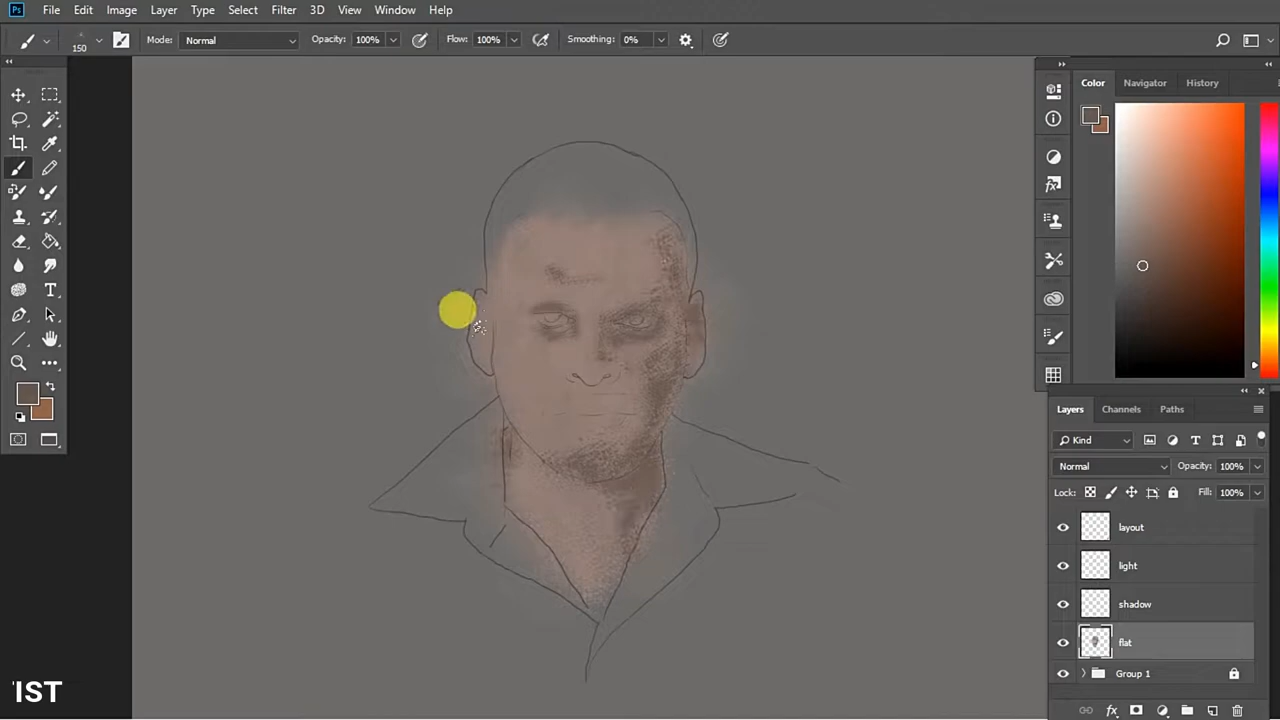 Ps File Edit Image Layer Type Select Filter 3D View Window Help
150 Mode: Normal Opacity: 100% Flow: 100% Smoothing: 0%
Color Navigator History
Layers Channels Paths
Kind
Normal Opacity: 100%
Lock: Fill: 100%
layout
light
shadow
flat
Group 1
IST